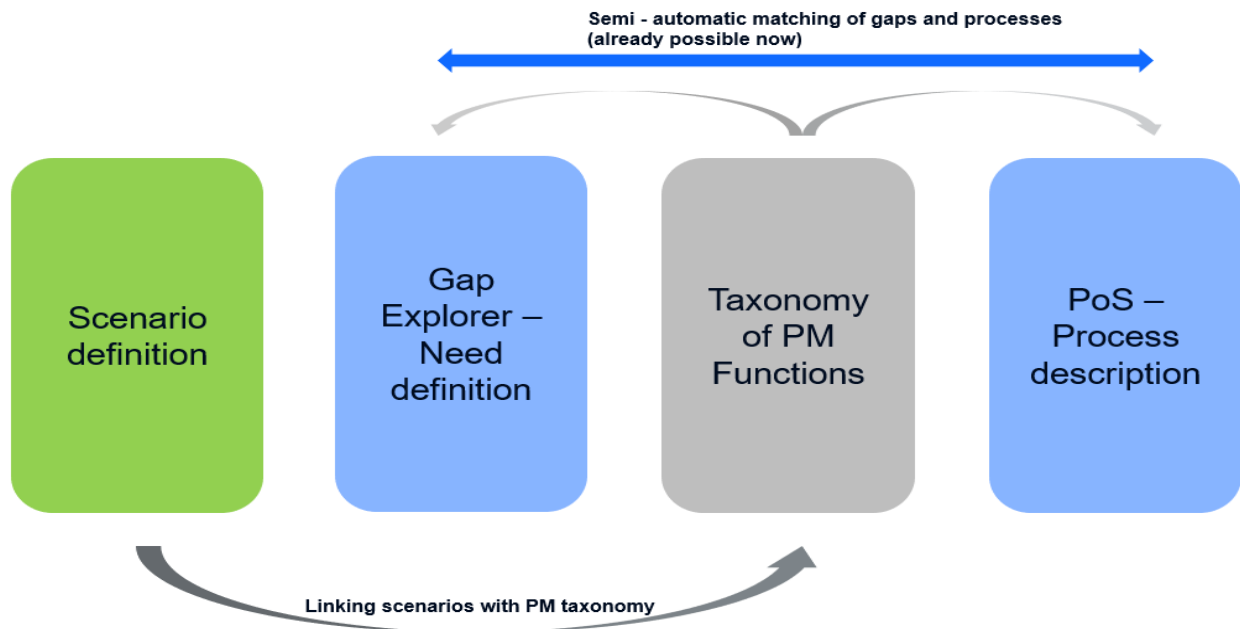 Semi - automatic matching of gaps and processes
(already possible now)
Scenario
definition
Gap
Explorer –
Need
definition
Taxonomy
of PM
Functions
PoS –
Process
description
Linking scenarios with PM taxonomy